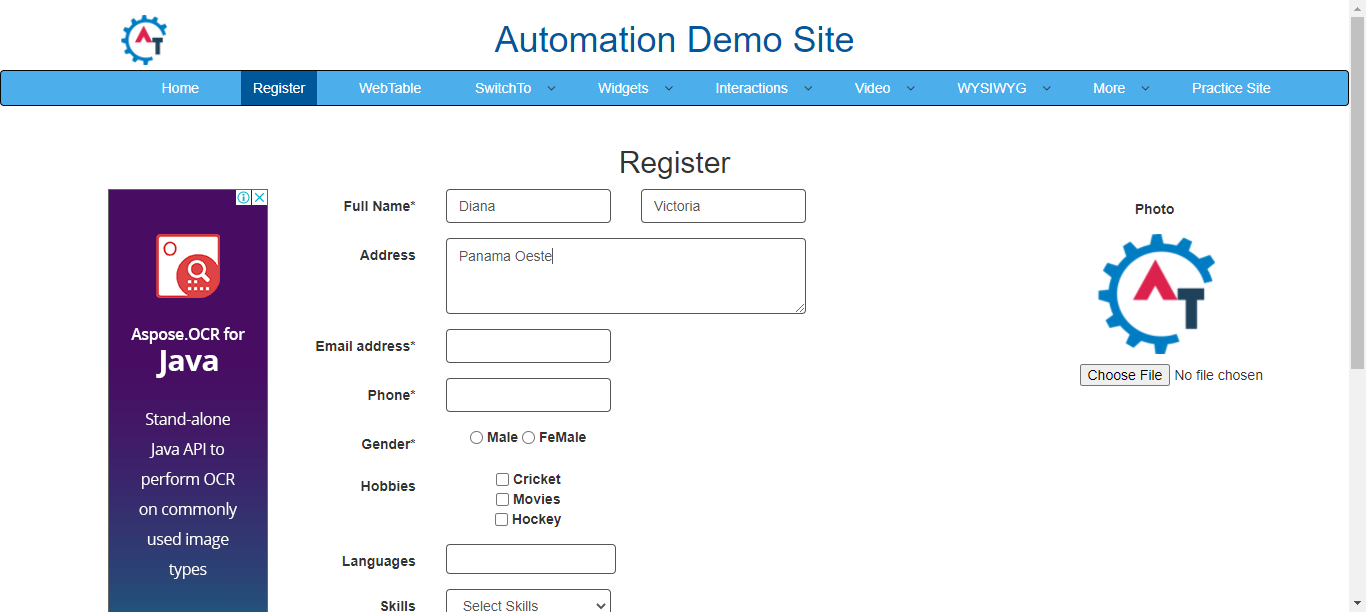 AT
Automation Demo Site
Home Register WebTable SwitchTo Widgets Interactions Video WYSIWYG More Practice Site
Register
Full Name* Diana Victoria
Address Panama Oeste
Email address*
Phone*
Gender* Male FeMale
Hobbies Cricket
Movies
Hockey
Languages
Skills Select Skills
Photo
AT
Choose File No file chosen
Aspose.OCR for
Java
Stand-alone
Java API to
perform OCR
on commonly
used image
types